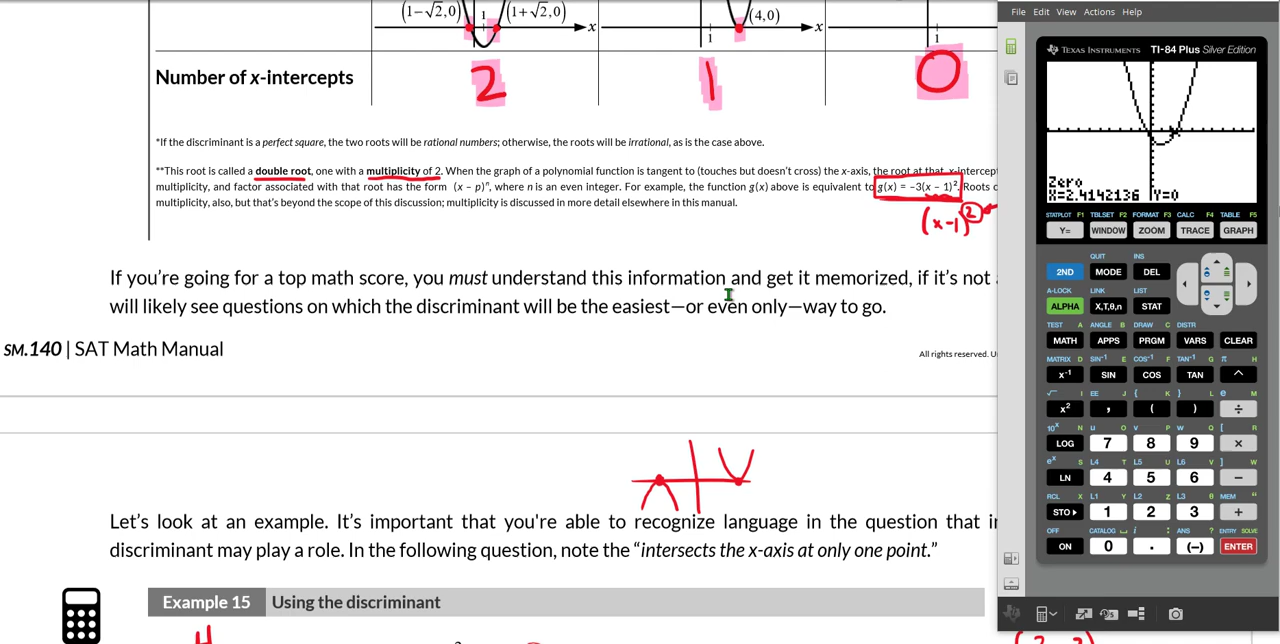 (1−√2,0)
(1+√2,0)
1
x
(4,0)
1
x
1
Number of x-intercepts
2
1
0
*If the discriminant is a perfect square, the two roots will be rational numbers; otherwise, the roots will be irrational, as is the case above.
**This root is called a double root, one with a multiplicity of 2. When the graph of a polynomial function is tangent to (touches but doesn't cross) the x-axis, the root at that x-intercept
multiplicity, and factor associated with that root has the form (x − p)ⁿ, where n is an even integer. For example, the function g(x) above is equivalent to g(x) = −3(x − 1)². Roots
multiplicity, also, but that's beyond the scope of this discussion; multiplicity is discussed in more detail elsewhere in this manual.
(x-1)²
If you're going for a top math score, you must understand this information and get it memorized, if it's not
will likely see questions on which the discriminant will be the easiest—or even only—way to go.
SM.140 | SAT Math Manual
All rights reserved.
Let's look at an example. It's important that you're able to recognize language in the question that
discriminant may play a role. In the following question, note the “intersects the x-axis at only one point.”
Example 15 Using the discriminant
File Edit View Actions Help
TEXAS INSTRUMENTS TI-84 Plus Silver Edition
Zero
X=2.4142136 Y=0
STATPLOT F1 TBLSET F2 FORMAT F3 CALC F4 TABLE F5
Y= WINDOW ZOOM TRACE GRAPH
QUIT INS
2ND MODE DEL
A-LOCK LINK LIST
ALPHA X,T,θ,n STAT
TEST A ANGLE B DRAW C DISTR
MATH APPS PRGM VARS CLEAR
MATRIX D SIN⁻¹ E COS⁻¹ F TAN⁻¹ G π H
x⁻¹ SIN COS TAN ^
√ I EE J { K } L e M
x² , ( ) ÷
10ˣ N u O v P w Q [ R
LOG 7 8 9 ×
eˣ S L4 T L5 U L6 V ] W
LN 4 5 6 −
RCL X L1 Y L2 Z L3 θ MEM "
STO▸ 1 2 3 +
OFF CATALOG ␣ i : ANS ? ENTRY SOLVE
ON 0 . (−) ENTER